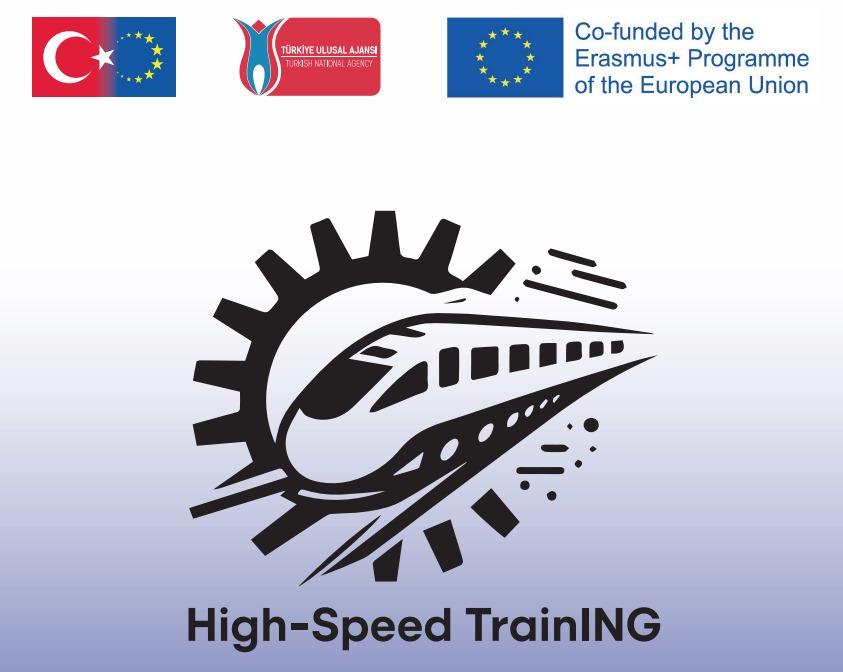 TÜRKİYE ULUSAL AJANSI
TURKISH NATIONAL AGENCY
Co-funded by the
Erasmus+ Programme
of the European Union
High-Speed TrainING